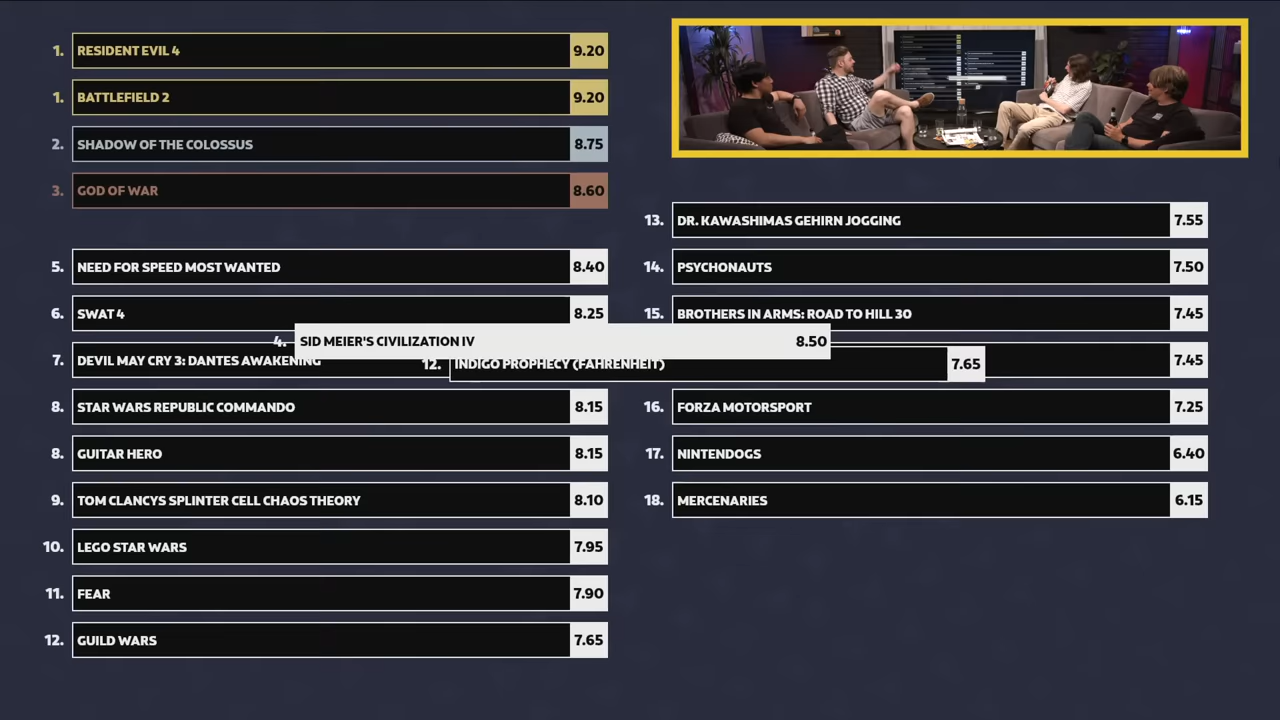 1. RESIDENT EVIL 4 9.20
1. BATTLEFIELD 2 9.20
2. SHADOW OF THE COLOSSUS 8.75
3. GOD OF WAR 8.60
5. NEED FOR SPEED MOST WANTED 8.40
6. SWAT 4 8.25
4. SID MEIER'S CIVILIZATION IV 8.50
7. DEVIL MAY CRY 3: DANTES AWAKENING
12. INDIGO PROPHECY (FAHRENHEIT) 7.65
8. STAR WARS REPUBLIC COMMANDO 8.15
8. GUITAR HERO 8.15
9. TOM CLANCYS SPLINTER CELL CHAOS THEORY 8.10
10. LEGO STAR WARS 7.95
11. FEAR 7.90
12. GUILD WARS 7.65
13. DR. KAWASHIMAS GEHIRN JOGGING 7.55
14. PSYCHONAUTS 7.50
15. BROTHERS IN ARMS: ROAD TO HILL 30 7.45
7.45
16. FORZA MOTORSPORT 7.25
17. NINTENDOGS 6.40
18. MERCENARIES 6.15